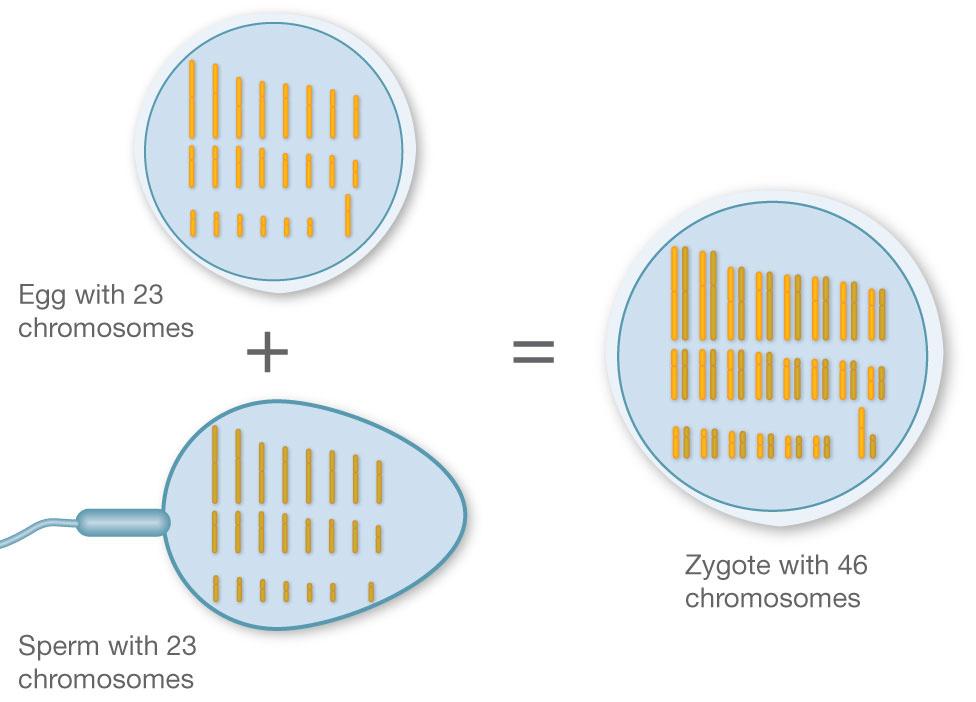 Egg with 23
chromosomes
+
=
Sperm with 23
chromosomes
Zygote with 46
chromosomes